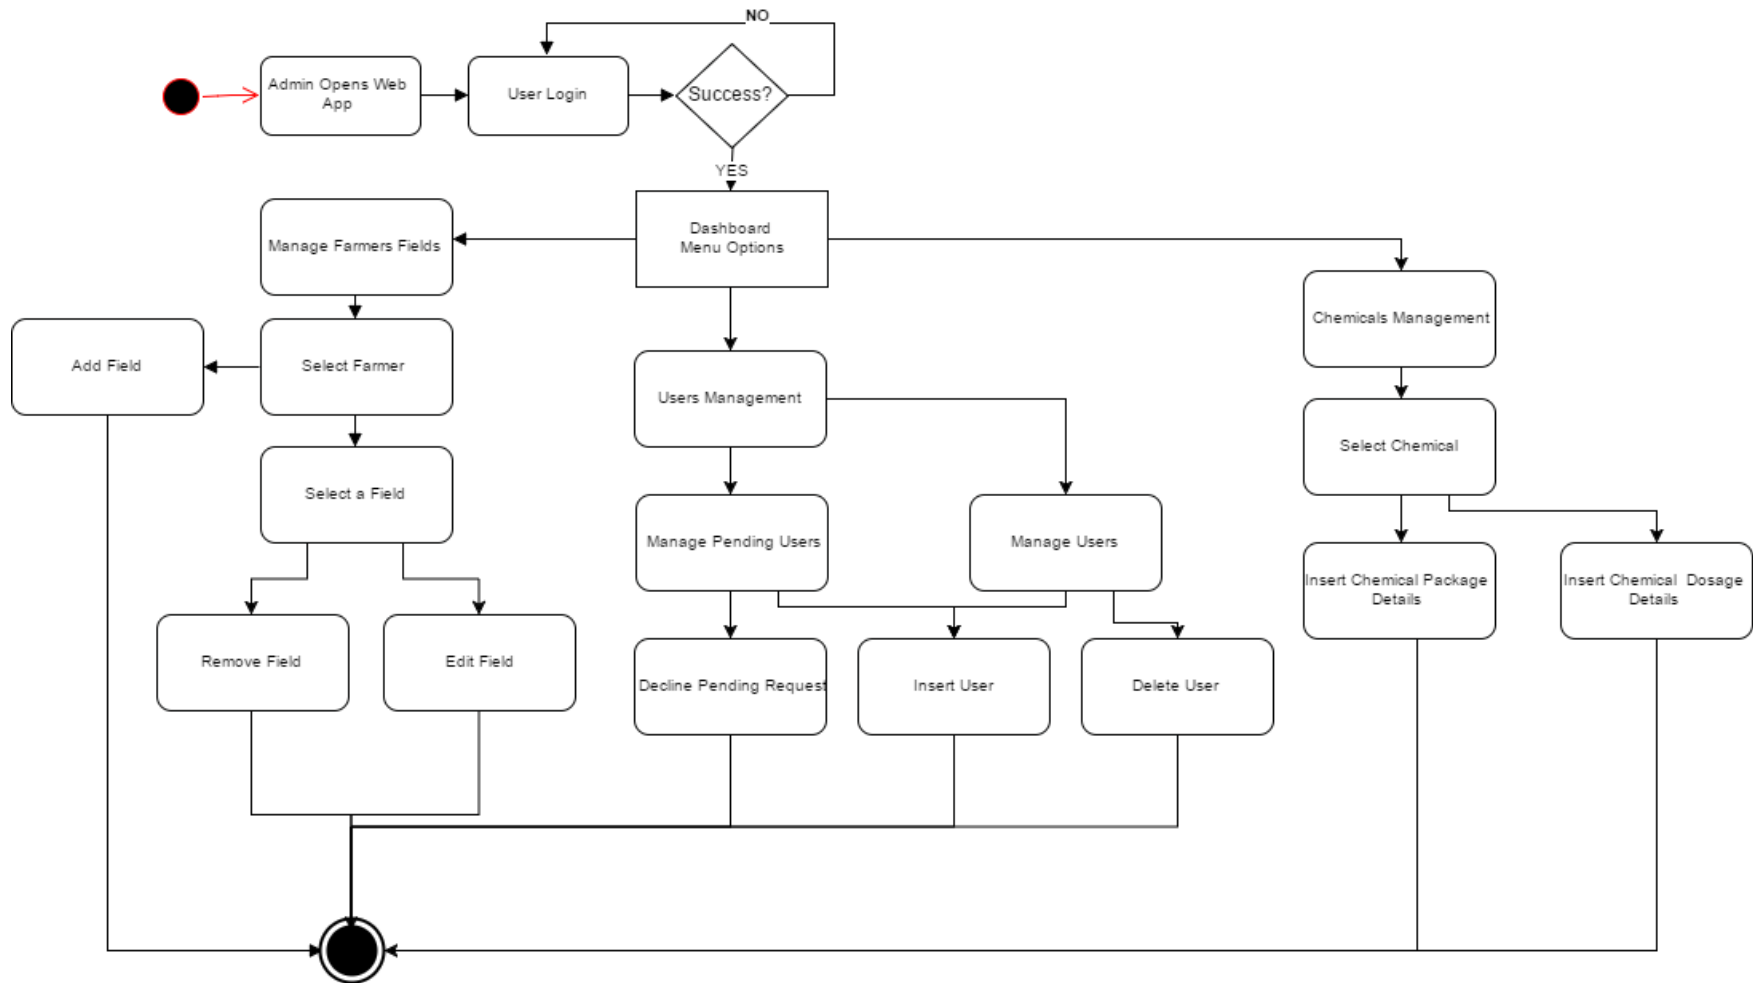 NO
Admin Opens Web
App
User Login
Success?
YES
Dashboard
Menu Options
Manage Farmers Fields
Chemicals Management
Add Field
Select Farmer
Users Management
Select Chemical
Select a Field
Manage Pending Users
Manage Users
Insert Chemical Package
Details
Insert Chemical Dosage
Details
Remove Field
Edit Field
Decline Pending Request
Insert User
Delete User